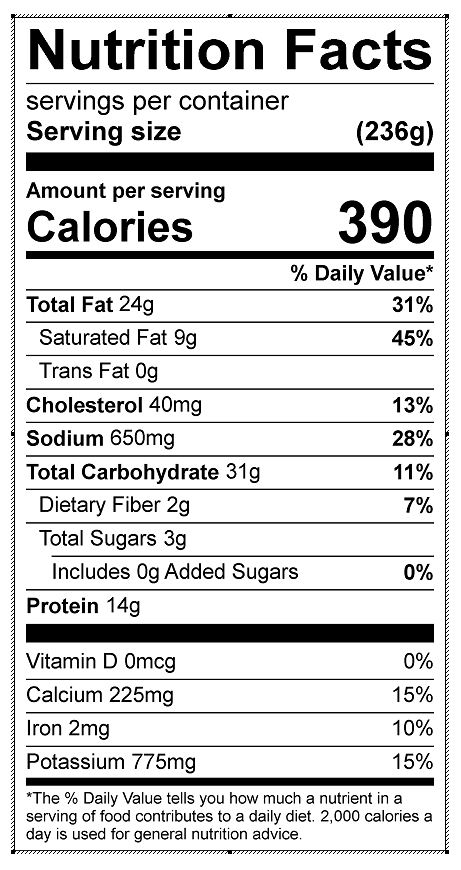 Nutrition Facts
servings per container
Serving size (236g)
Amount per serving
Calories 390
% Daily Value*
Total Fat 24g 31%
Saturated Fat 9g 45%
Trans Fat 0g
Cholesterol 40mg 13%
Sodium 650mg 28%
Total Carbohydrate 31g 11%
Dietary Fiber 2g 7%
Total Sugars 3g
Includes 0g Added Sugars 0%
Protein 14g
Vitamin D 0mcg 0%
Calcium 225mg 15%
Iron 2mg 10%
Potassium 775mg 15%
*The % Daily Value tells you how much a nutrient in a
serving of food contributes to a daily diet. 2,000 calories a
day is used for general nutrition advice.